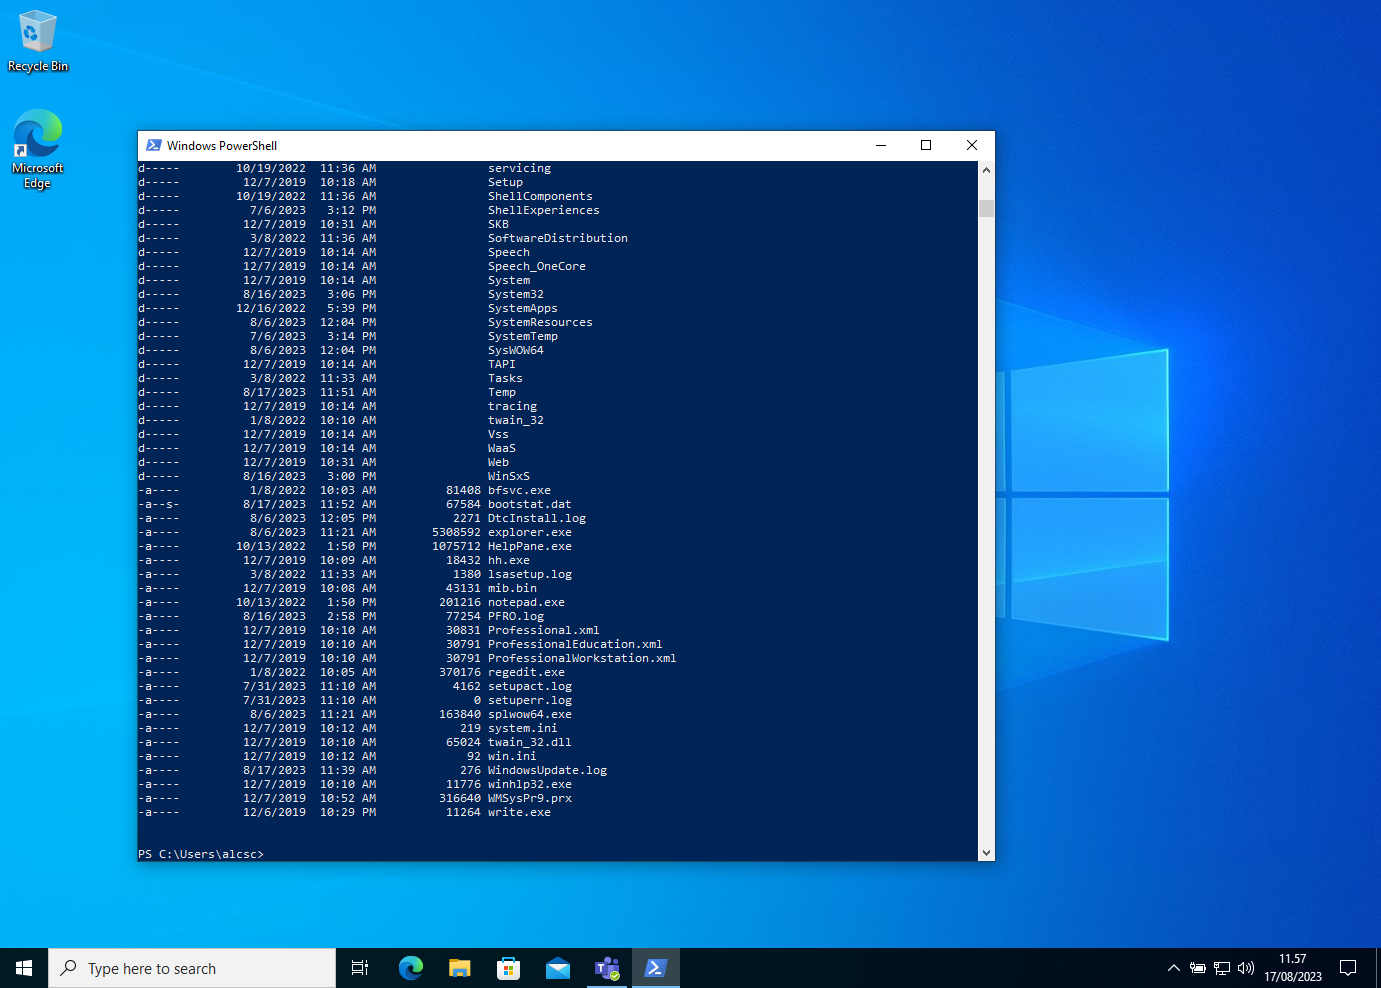 Recycle Bin
Microsoft
Edge
Windows PowerShell
d-----        10/19/2022  11:36 AM                servicing
d-----         12/7/2019  10:18 AM                Setup
d-----        10/19/2022  11:36 AM                ShellComponents
d-----          7/6/2023   3:12 PM                ShellExperiences
d-----         12/7/2019  10:31 AM                SKB
d-----          3/8/2022  11:36 AM                SoftwareDistribution
d-----         12/7/2019  10:14 AM                Speech
d-----         12/7/2019  10:14 AM                Speech_OneCore
d-----         12/7/2019  10:14 AM                System
d-----         8/16/2023   3:06 PM                System32
d-----        12/16/2022   5:39 PM                SystemApps
d-----          8/6/2023  12:04 PM                SystemResources
d-----          7/6/2023   3:14 PM                SystemTemp
d-----          8/6/2023  12:04 PM                SysWOW64
d-----         12/7/2019  10:14 AM                TAPI
d-----          3/8/2022  11:33 AM                Tasks
d-----         8/17/2023  11:51 AM                Temp
d-----         12/7/2019  10:14 AM                tracing
d-----          1/8/2022  10:10 AM                twain_32
d-----         12/7/2019  10:14 AM                Vss
d-----         12/7/2019  10:14 AM                WaaS
d-----         12/7/2019  10:31 AM                Web
d-----         8/16/2023   3:00 PM                WinSxS
-a----          1/8/2022  10:03 AM          81408 bfsvc.exe
-a--s-         8/17/2023  11:52 AM          67584 bootstat.dat
-a----          8/6/2023  12:05 PM           2271 DtcInstall.log
-a----          8/6/2023  11:21 AM        5308592 explorer.exe
-a----        10/13/2022   1:50 PM        1075712 HelpPane.exe
-a----         12/7/2019  10:09 AM          18432 hh.exe
-a----          3/8/2022  11:33 AM           1380 lsasetup.log
-a----         12/7/2019  10:08 AM          43131 mib.bin
-a----        10/13/2022   1:50 PM         201216 notepad.exe
-a----         8/16/2023   2:58 PM          77254 PFRO.log
-a----         12/7/2019  10:10 AM          30831 Professional.xml
-a----         12/7/2019  10:10 AM          30791 ProfessionalEducation.xml
-a----         12/7/2019  10:10 AM          30791 ProfessionalWorkstation.xml
-a----          1/8/2022  10:05 AM         370176 regedit.exe
-a----         7/31/2023  11:10 AM           4162 setupact.log
-a----         7/31/2023  11:10 AM              0 setuperr.log
-a----          8/6/2023  11:21 AM         163840 splwow64.exe
-a----         12/7/2019  10:12 AM            219 system.ini
-a----         12/7/2019  10:10 AM          65024 twain_32.dll
-a----         12/7/2019  10:12 AM             92 win.ini
-a----         8/17/2023  11:39 AM            276 WindowsUpdate.log
-a----         12/7/2019  10:10 AM          11776 winhlp32.exe
-a----         12/7/2019  10:52 AM         316640 WMSysPr9.prx
-a----         12/6/2019  10:29 PM          11264 write.exe
PS C:\Users\alcsc>
Type here to search
11.57
17/08/2023